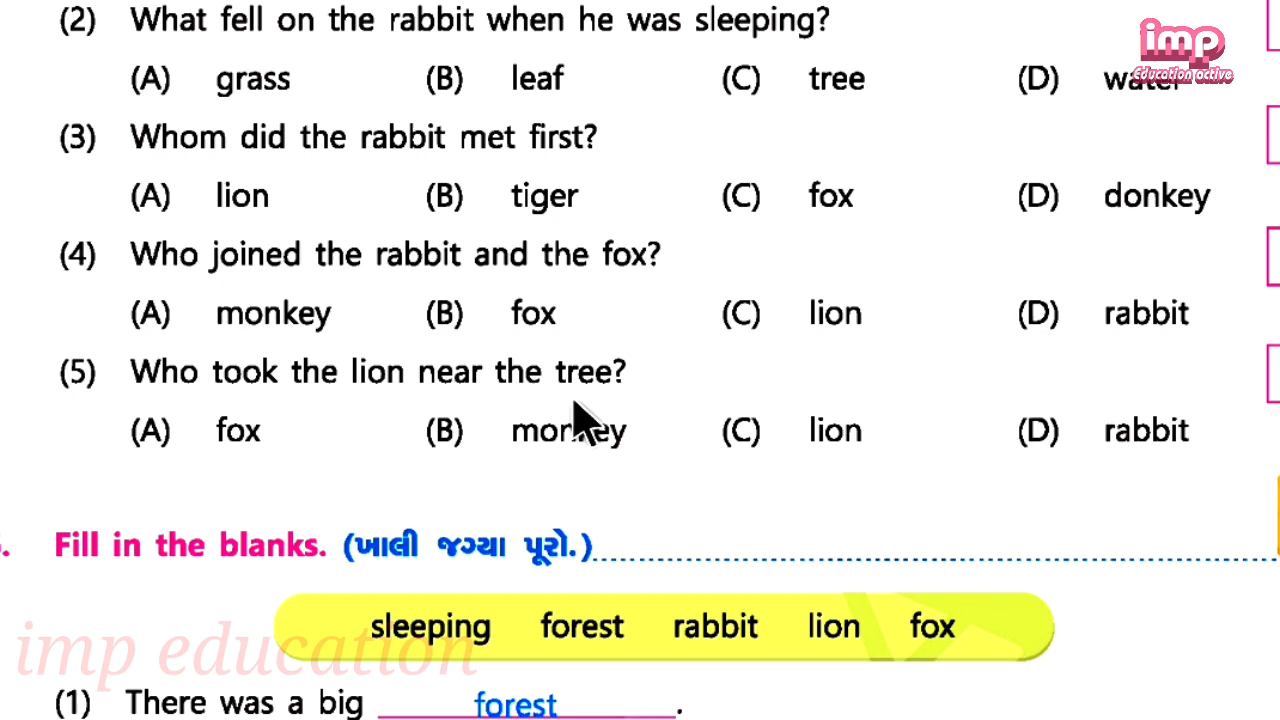 (2) What fell on the rabbit when he was sleeping?
imp
Education active
(A) grass (B) leaf (C) tree (D) water
(3) Whom did the rabbit met first?
(A) lion (B) tiger (C) fox (D) donkey
(4) Who joined the rabbit and the fox?
(A) monkey (B) fox (C) lion (D) rabbit
(5) Who took the lion near the tree?
(A) fox (B) monkey (C) lion (D) rabbit
Fill in the blanks. (ખાલી જગ્યા પૂરો.)
sleeping forest rabbit lion fox
imp education
(1) There was a big forest.